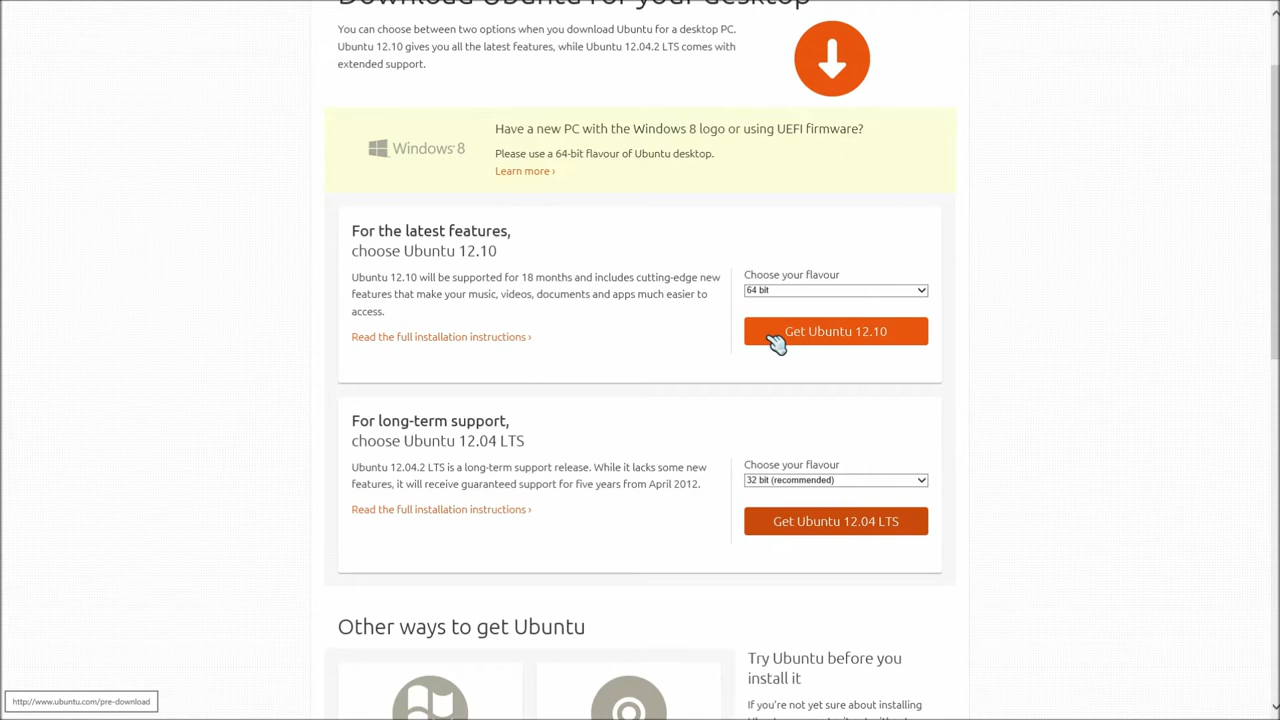 Download Ubuntu for your desktop
You can choose between two options when you download Ubuntu for a desktop PC.
Ubuntu 12.10 gives you all the latest features, while Ubuntu 12.04.2 LTS comes with
extended support.
Have a new PC with the Windows 8 logo or using UEFI firmware?
Windows 8
Please use a 64-bit flavour of Ubuntu desktop.
Learn more ›
For the latest features,
choose Ubuntu 12.10
Ubuntu 12.10 will be supported for 18 months and includes cutting-edge new
features that make your music, videos, documents and apps much easier to
access.
Read the full installation instructions ›
Choose your flavour
64 bit
Get Ubuntu 12.10
For long-term support,
choose Ubuntu 12.04 LTS
Ubuntu 12.04.2 LTS is a long-term support release. While it lacks some new
features, it will receive guaranteed support for five years from April 2012.
Read the full installation instructions ›
Choose your flavour
32 bit (recommended)
Get Ubuntu 12.04 LTS
Other ways to get Ubuntu
Try Ubuntu before you
install it
If you're not yet sure about installing
http://www.ubuntu.com/pre-download